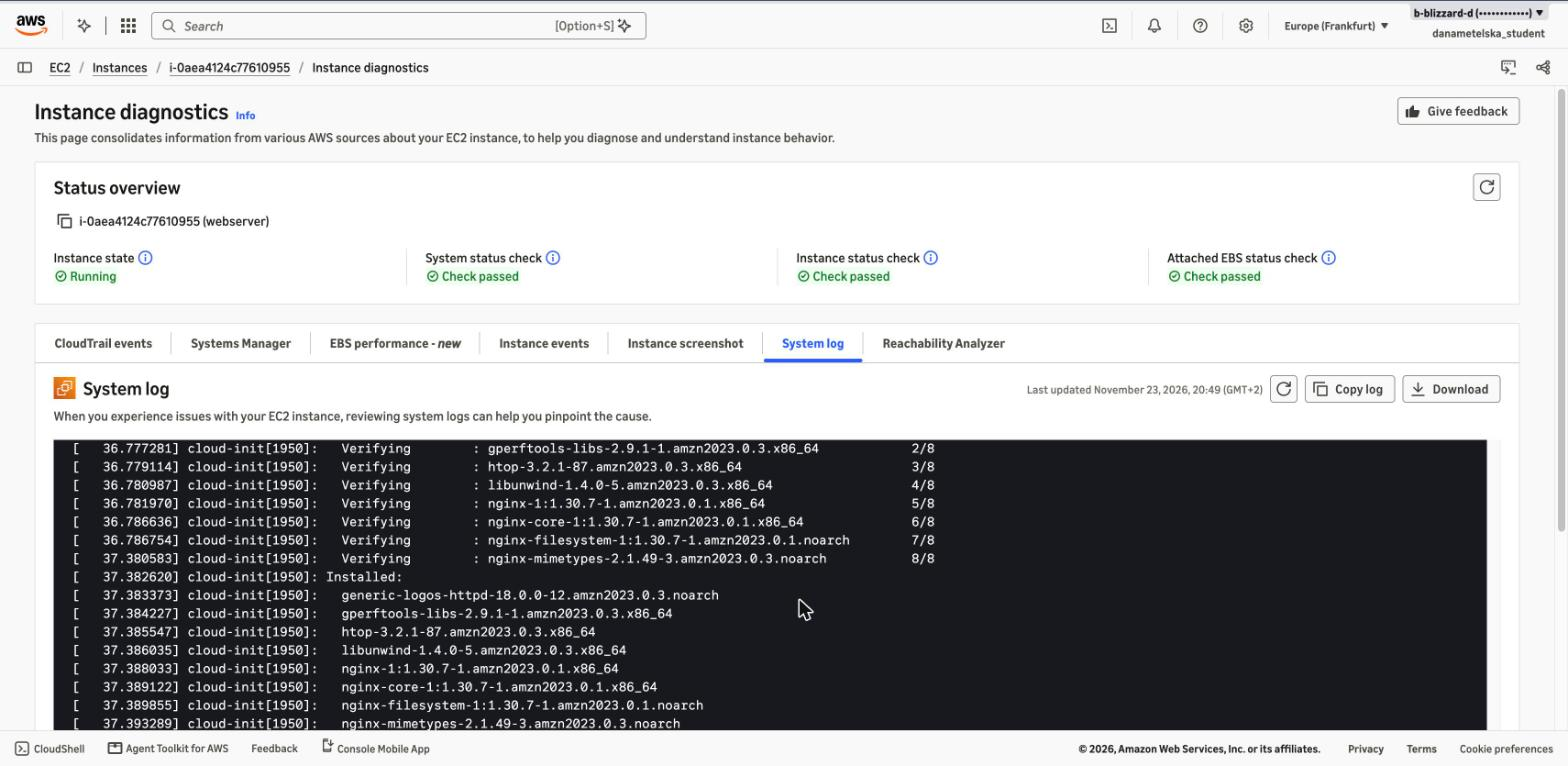 aws
Search [Option+S]
Europe (Frankfurt)
b-blizzard-d (••••••••••••)
danametelska_student
EC2 / Instances / i-0aea4124c77610955 / Instance diagnostics
Instance diagnostics Info
Give feedback
This page consolidates information from various AWS sources about your EC2 instance, to help you diagnose and understand instance behavior.
Status overview
i-0aea4124c77610955 (webserver)
Instance state
Running
System status check
Check passed
Instance status check
Check passed
Attached EBS status check
Check passed
CloudTrail events
Systems Manager
EBS performance - new
Instance events
Instance screenshot
System log
Reachability Analyzer
System log
Last updated November 23, 2026, 20:49 (GMT+2)
Copy log
Download
When you experience issues with your EC2 instance, reviewing system logs can help you pinpoint the cause.
[   36.777281] cloud-init[1950]:   Verifying        : gperftools-libs-2.9.1-1.amzn2023.0.3.x86_64            2/8
[   36.779114] cloud-init[1950]:   Verifying        : htop-3.2.1-87.amzn2023.0.3.x86_64                      3/8
[   36.780987] cloud-init[1950]:   Verifying        : libunwind-1.4.0-5.amzn2023.0.3.x86_64                  4/8
[   36.781970] cloud-init[1950]:   Verifying        : nginx-1:1.30.7-1.amzn2023.0.1.x86_64                   5/8
[   36.786636] cloud-init[1950]:   Verifying        : nginx-core-1:1.30.7-1.amzn2023.0.1.x86_64              6/8
[   36.786754] cloud-init[1950]:   Verifying        : nginx-filesystem-1:1.30.7-1.amzn2023.0.1.noarch        7/8
[   37.380583] cloud-init[1950]:   Verifying        : nginx-mimetypes-2.1.49-3.amzn2023.0.3.noarch           8/8
[   37.382620] cloud-init[1950]: Installed:
[   37.383373] cloud-init[1950]:   generic-logos-httpd-18.0.0-12.amzn2023.0.3.noarch
[   37.384227] cloud-init[1950]:   gperftools-libs-2.9.1-1.amzn2023.0.3.x86_64
[   37.385547] cloud-init[1950]:   htop-3.2.1-87.amzn2023.0.3.x86_64
[   37.386035] cloud-init[1950]:   libunwind-1.4.0-5.amzn2023.0.3.x86_64
[   37.388033] cloud-init[1950]:   nginx-1:1.30.7-1.amzn2023.0.1.x86_64
[   37.389122] cloud-init[1950]:   nginx-core-1:1.30.7-1.amzn2023.0.1.x86_64
[   37.389855] cloud-init[1950]:   nginx-filesystem-1:1.30.7-1.amzn2023.0.1.noarch
[   37.393289] cloud-init[1950]:   nginx-mimetypes-2.1.49-3.amzn2023.0.3.noarch
CloudShell
Agent Toolkit for AWS
Feedback
Console Mobile App
© 2026, Amazon Web Services, Inc. or its affiliates.
Privacy
Terms
Cookie preferences